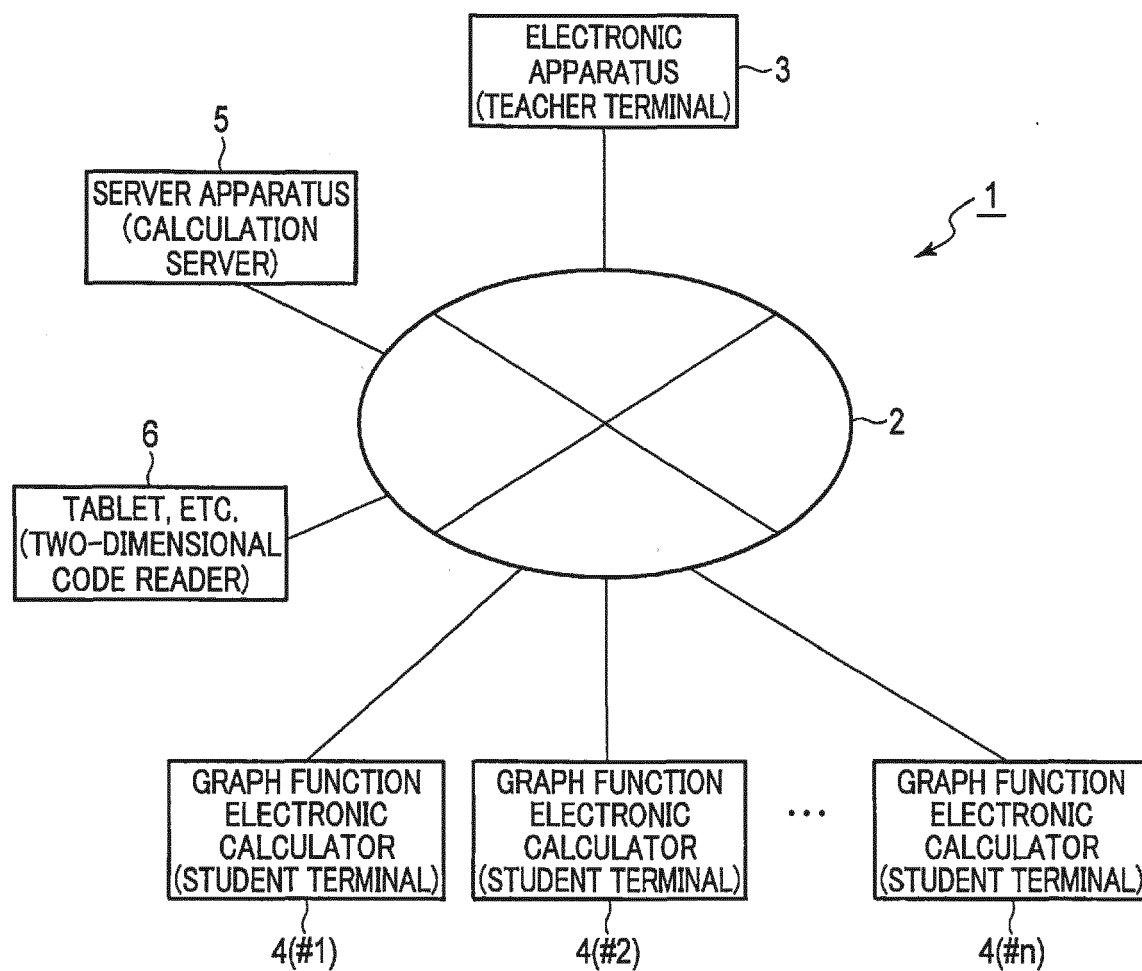 ELECTRONIC
APPARATUS
(TEACHER TERMINAL)
3
5
SERVER APPARATUS
(CALCULATION
SERVER)
1
2
6
TABLET, ETC.
(TWO-DIMENSIONAL
CODE READER)
GRAPH FUNCTION
ELECTRONIC
CALCULATOR
(STUDENT TERMINAL)
4(#1)
GRAPH FUNCTION
ELECTRONIC
CALCULATOR
(STUDENT TERMINAL)
4(#2)
...
GRAPH FUNCTION
ELECTRONIC
CALCULATOR
(STUDENT TERMINAL)
4(#n)